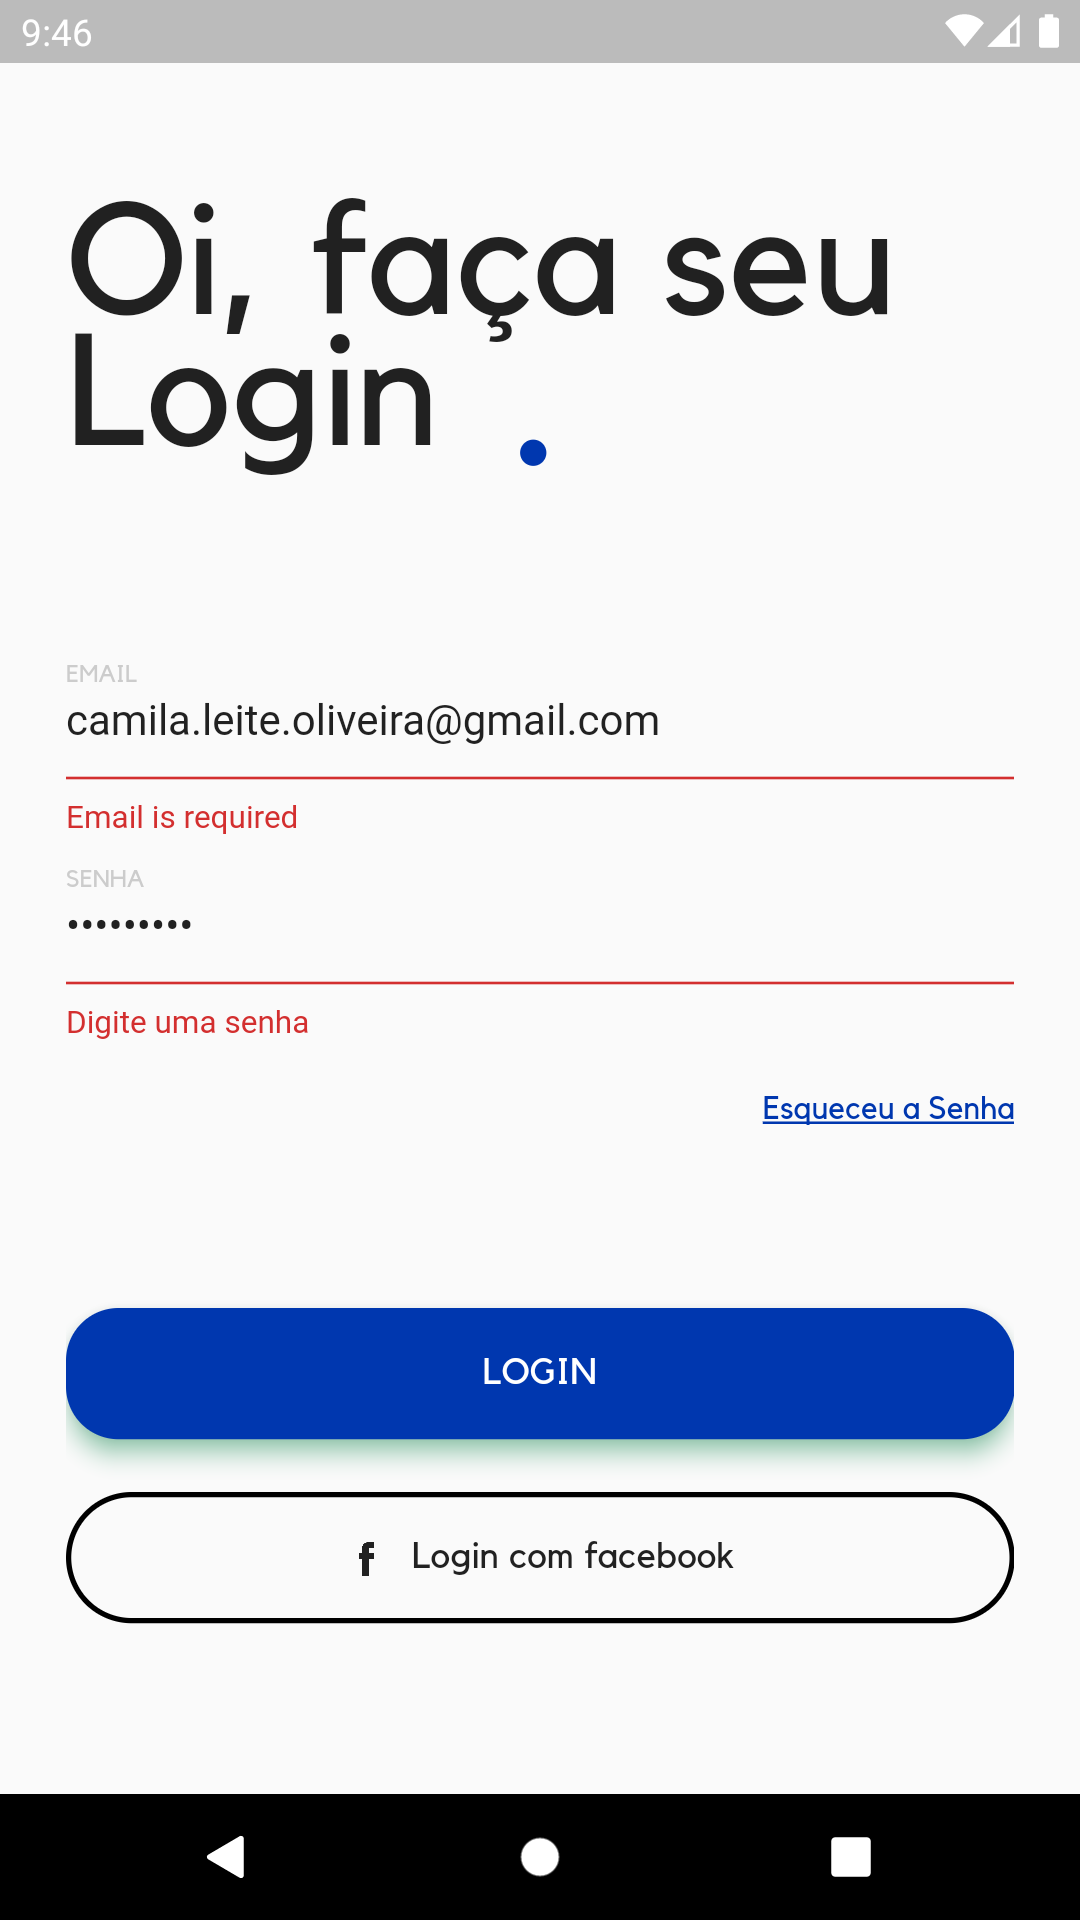 9:46
Oi, faça seu
Login .
EMAIL
camila.leite.oliveira@gmail.com
Email is required
SENHA
•••••••••
Digite uma senha
Esqueceu a Senha
LOGIN
f Login com facebook